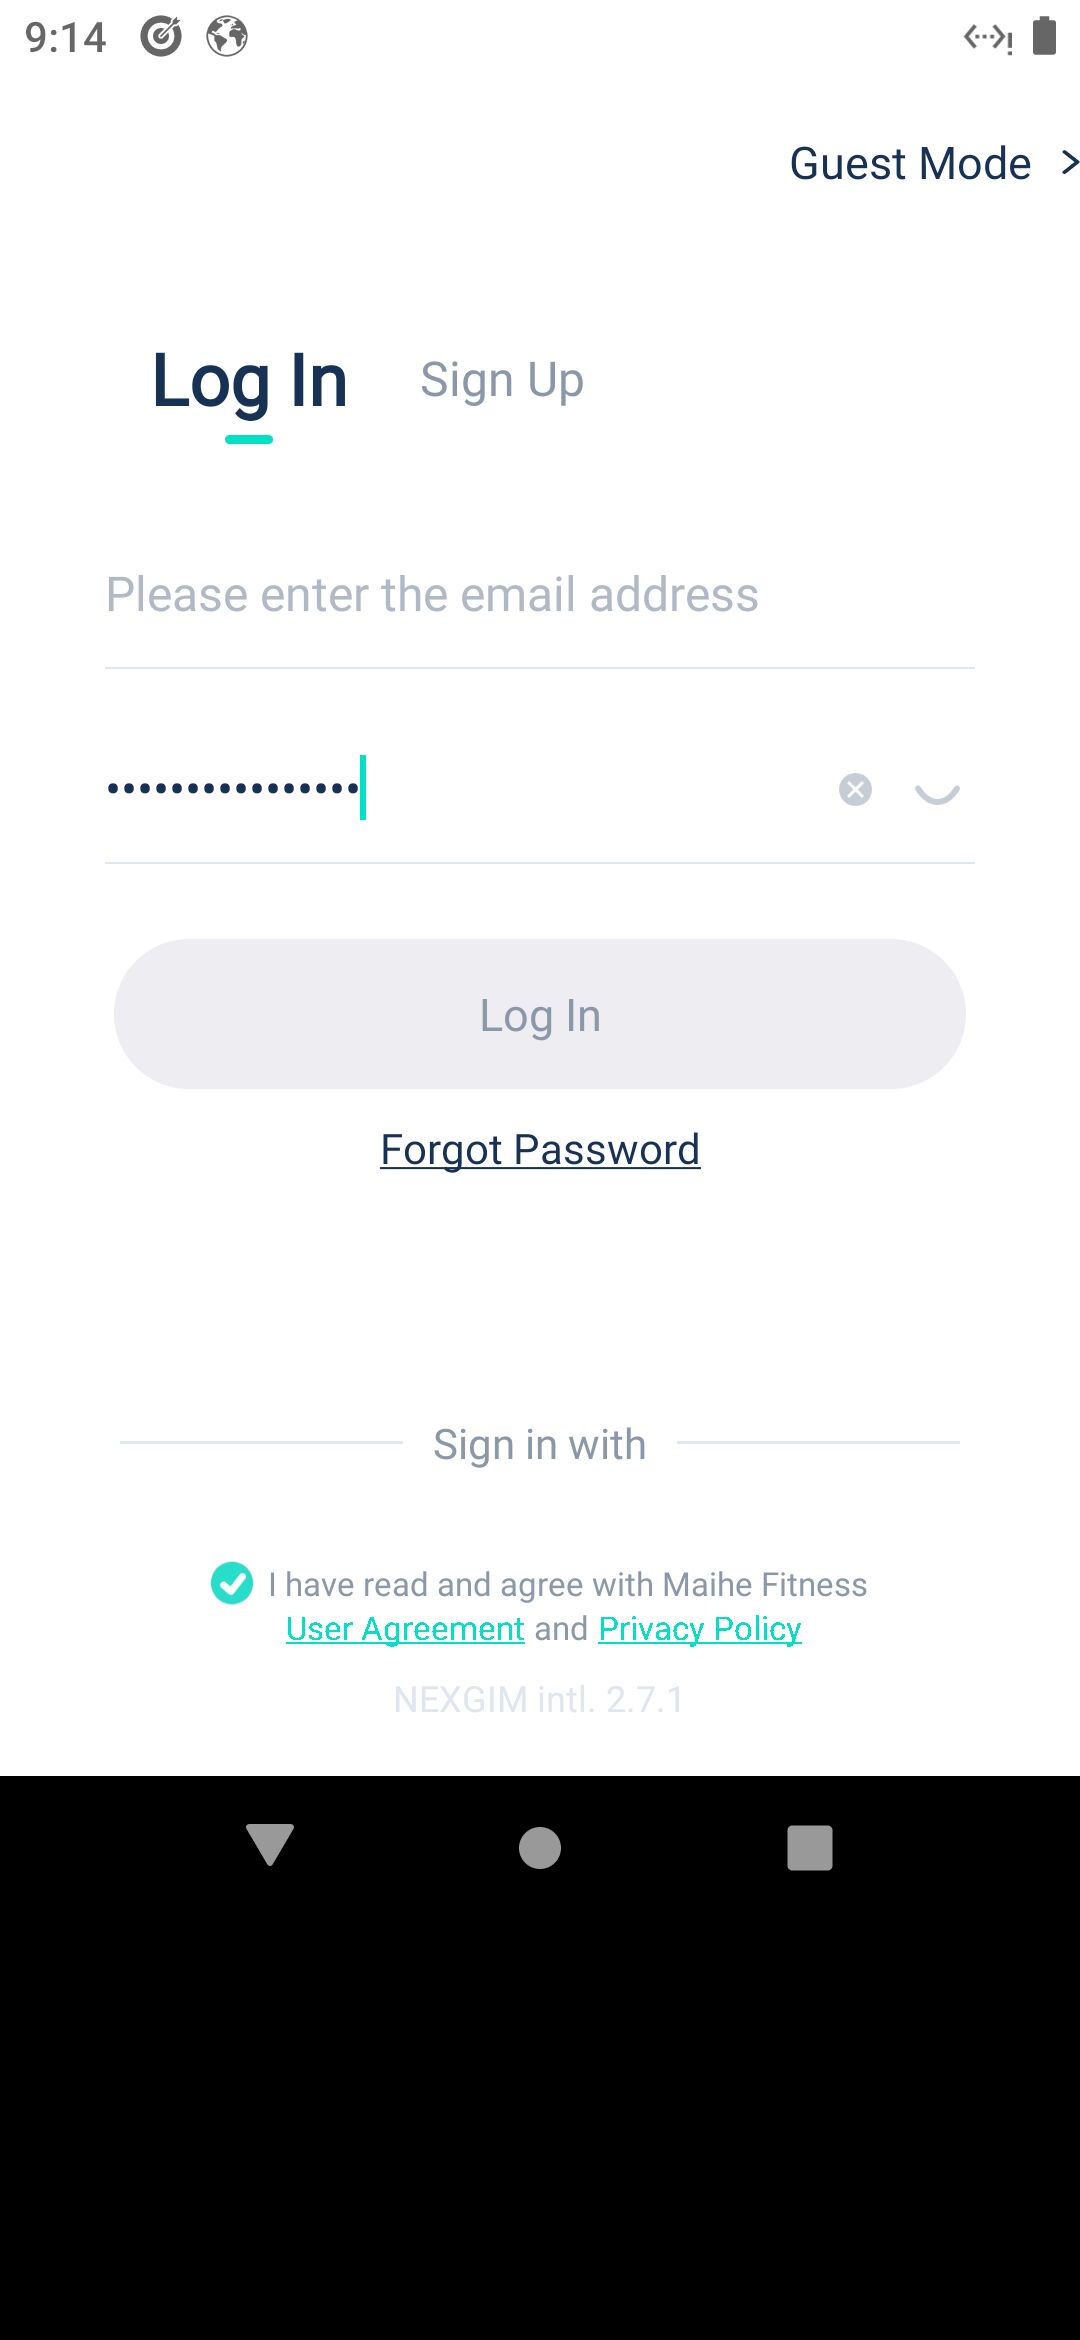 9:14
Guest Mode
Log In Sign Up
Please enter the email address
••••••••••••••••
Log In
Forgot Password
Sign in with
I have read and agree with Maihe Fitness
User Agreement and Privacy Policy
NEXGIM intl. 2.7.1